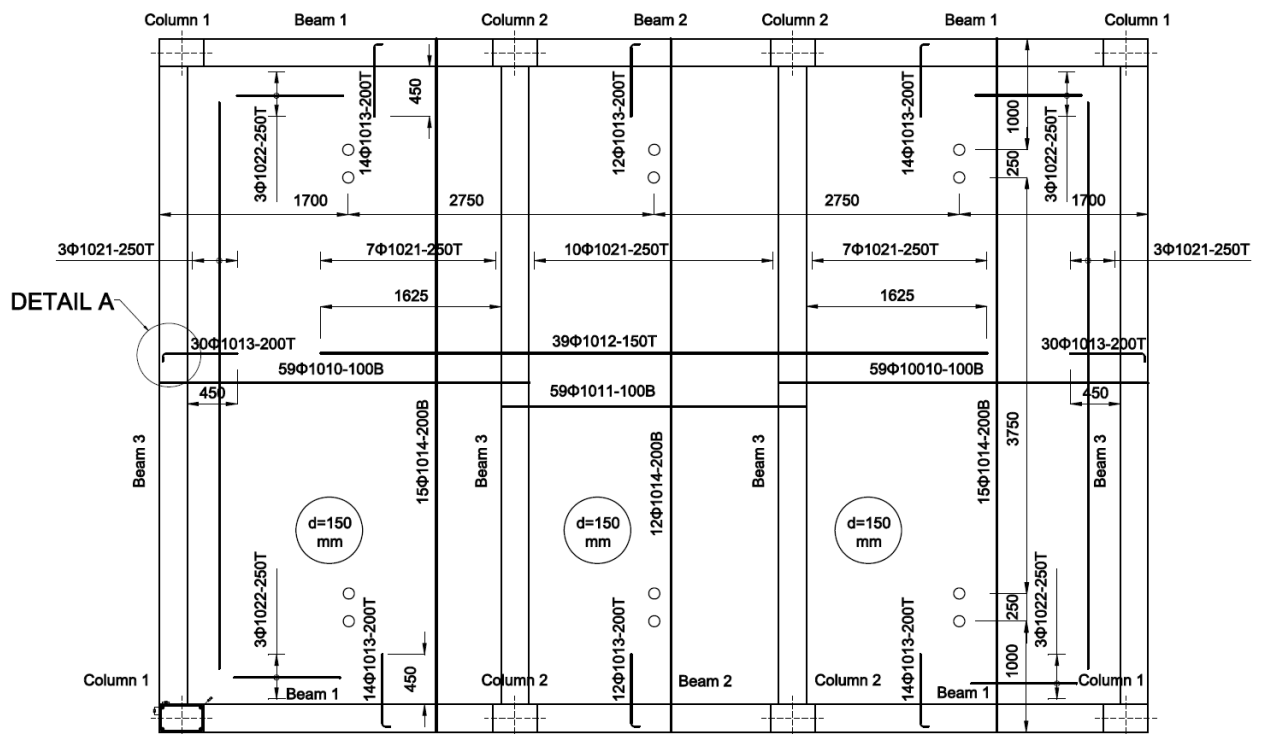 Column 1
Beam 1
Column 2
Beam 2
Column 2
Beam 1
Column 1
3Φ1022-250T
14Φ1013-200T
450
12Φ1013-200T
14Φ1013-200T
1000
250
3Φ1022-250T
1700
2750
2750
1700
3Φ1021-250T
7Φ1021-250T
10Φ1021-250T
7Φ1021-250T
3Φ1021-250T
DETAIL A
1625
1625
30Φ1013-200T
39Φ1012-150T
30Φ1013-200T
59Φ1010-100B
59Φ10010-100B
450
59Φ1011-100B
450
Beam 3
15Φ1014-200B
Beam 3
12Φ1014-200B
Beam 3
15Φ1014-200B
3750
Beam 3
d=150
mm
d=150
mm
d=150
mm
3Φ1022-250T
14Φ1013-200T
450
12Φ1013-200T
14Φ1013-200T
250
1000
3Φ1022-250T
Column 1
Beam 1
Column 2
Beam 2
Column 2
Beam 1
Column 1